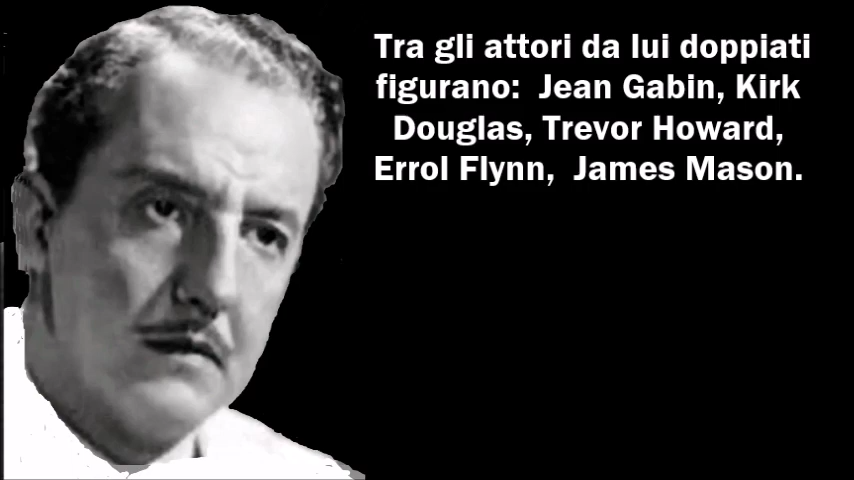 Tra gli attori da lui doppiati
figurano: Jean Gabin, Kirk
Douglas, Trevor Howard,
Errol Flynn, James Mason.